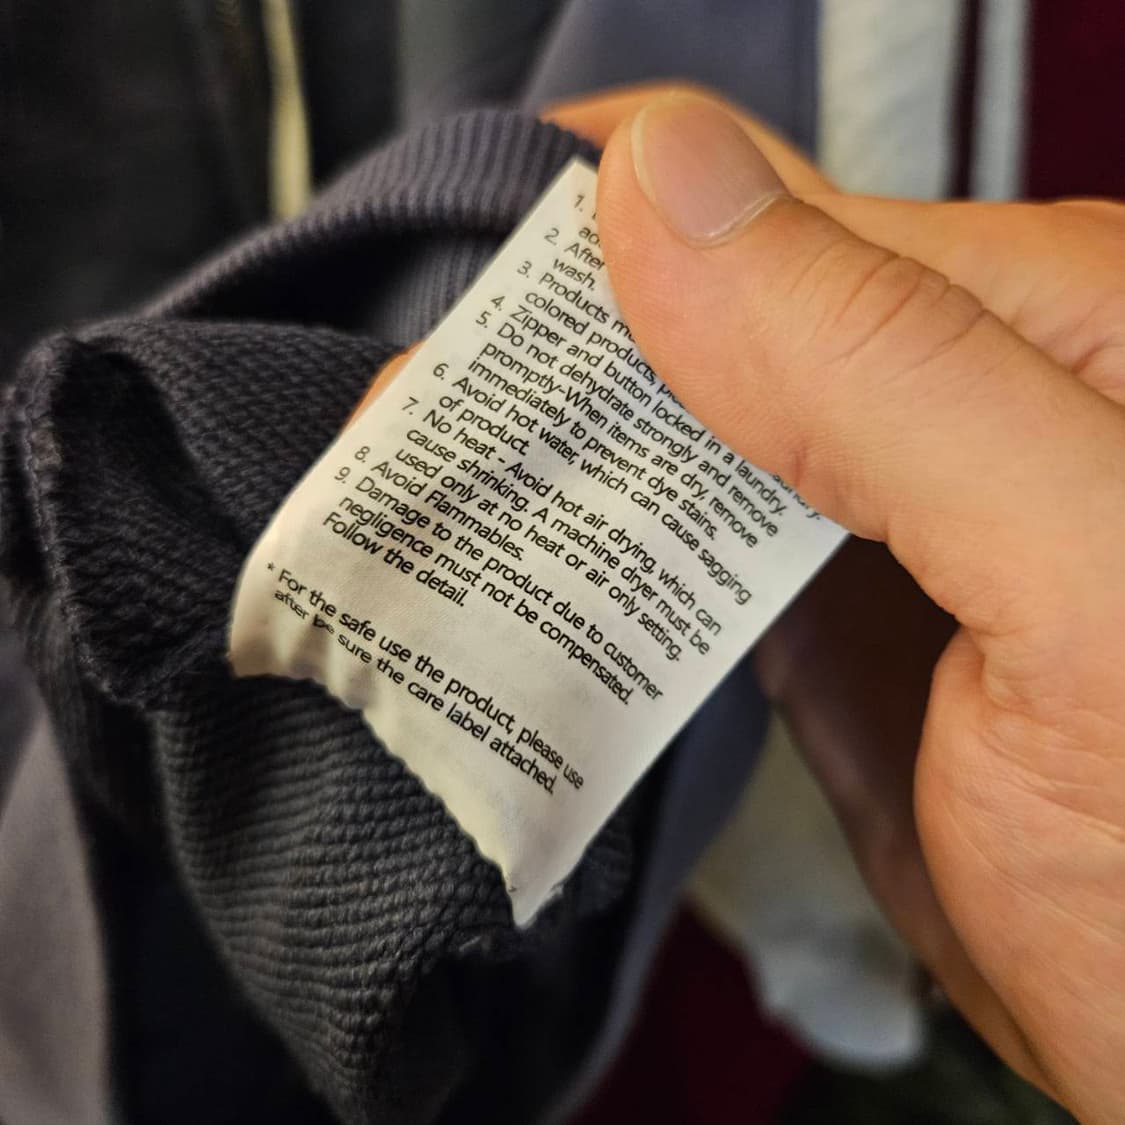 1.
2. After
wash.
3. Products
colored products,
4. Zipper and button locked in a laundry.
5. Do not dehydrate strongly and remove
promptly-When items are dry, remove
immediately to prevent dye stains.
6. Avoid hot water, which can cause sagging
of product.
7. No heat - Avoid hot air drying, which can
cause shrinking. A machine dryer must be
used only at no heat or air only setting.
8. Avoid Flammables.
9. Damage to the product due to customer
negligence must not be compensated.
Follow the detail.
* For the safe use the product, please use
after be sure the care label attached.